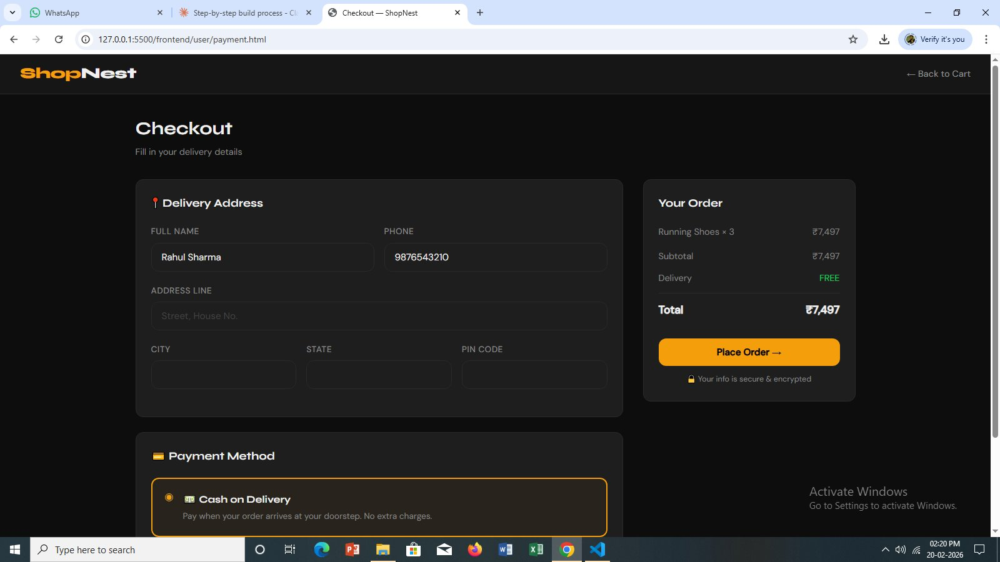 WhatsApp
Step-by-step build process - Cla
Checkout — ShopNest
127.0.0.1:5500/frontend/user/payment.html
Verify it's you
ShopNest
← Back to Cart
Checkout
Fill in your delivery details
📍 Delivery Address
FULL NAME
PHONE
Rahul Sharma
9876543210
ADDRESS LINE
Street, House No.
CITY
STATE
PIN CODE
💳 Payment Method
💵 Cash on Delivery
Pay when your order arrives at your doorstep. No extra charges.
Your Order
Running Shoes × 3 ₹7,497
Subtotal ₹7,497
Delivery FREE
Total ₹7,497
Place Order →
🔒 Your info is secure & encrypted
Activate Windows
Go to Settings to activate Windows.
Type here to search
02:20 PM
20-02-2026